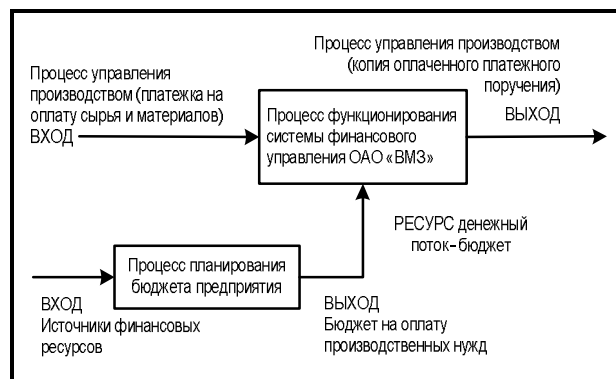 Процесс управления производством
(копия оплаченного платежного
поручения)
ВЫХОД
Процесс управления
производством (платежка на
оплату сырья и материалов)
ВХОД
Процесс функционирования
системы финансового
управления ОАО «ВМЗ»
РЕСУРС денежный
поток–бюджет
Процесс планирования
бюджета предприятия
ВХОД
Источники финансовых
ресурсов
ВЫХОД
Бюджет на оплату
производственных нужд